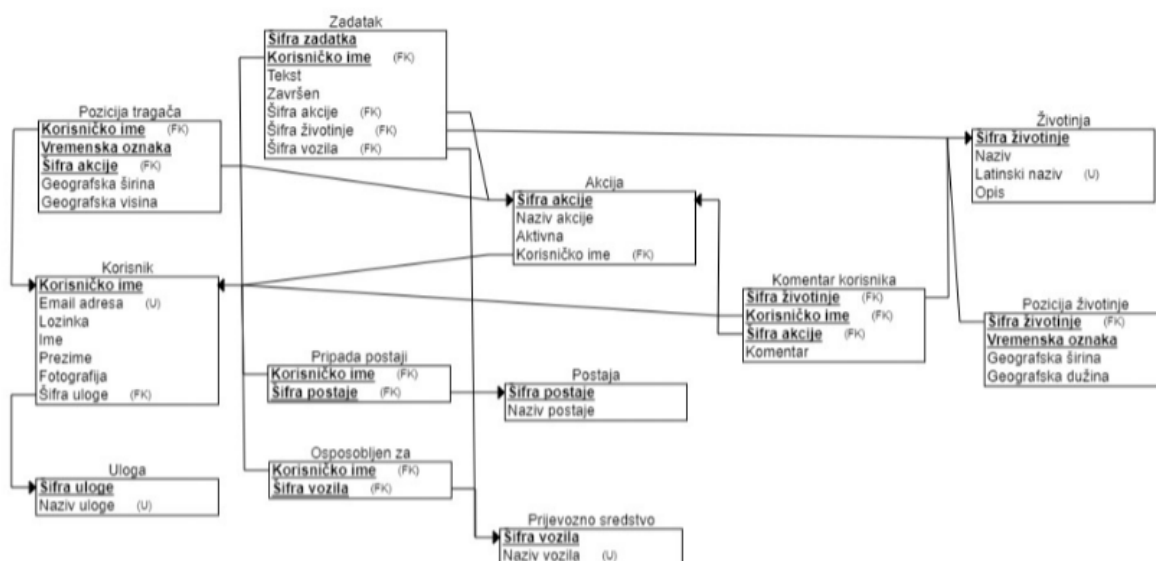 Zadatak
Šifra zadatka
Korisničko ime (FK)
Tekst
Završen
Šifra akcije (FK)
Šifra životinje (FK)
Šifra vozila (FK)
Pozicija tragača
Korisničko ime (FK)
Vremenska oznaka
Šifra akcije (FK)
Geografska širina
Geografska visina
Životinja
Šifra životinje
Naziv
Latinski naziv (U)
Opis
Akcija
Šifra akcije
Naziv akcije
Aktivna
Korisničko ime (FK)
Korisnik
Korisničko ime
Email adresa (U)
Lozinka
Ime
Prezime
Fotografija
Šifra uloge (FK)
Komentar korisnika
Šifra životinje (FK)
Korisničko ime (FK)
Šifra akcije (FK)
Komentar
Pozicija životinje
Šifra životinje (FK)
Vremenska oznaka
Geografska širina
Geografska dužina
Pripada postaji
Korisničko ime (FK)
Šifra postaje (FK)
Postaja
Šifra postaje
Naziv postaje
Uloga
Šifra uloge
Naziv uloge (U)
Osposobljen za
Korisničko ime (FK)
Šifra vozila (FK)
Prijevozno sredstvo
Šifra vozila
Naziv vozila (U)